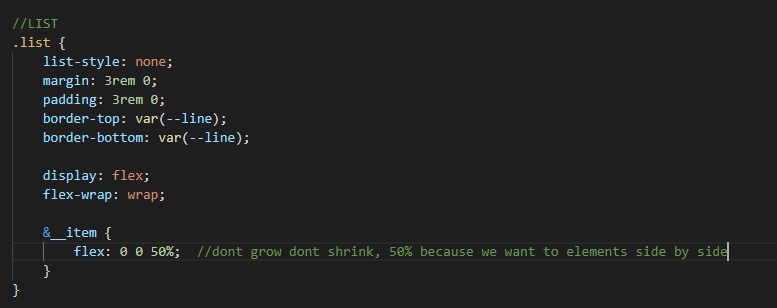 //LIST
.list {
list-style: none;
margin: 3rem 0;
padding: 3rem 0;
border-top: var(--line);
border-bottom: var(--line);
display: flex;
flex-wrap: wrap;
&__item {
flex: 0 0 50%;  //dont grow dont shrink, 50% because we want to elements side by side
}
}